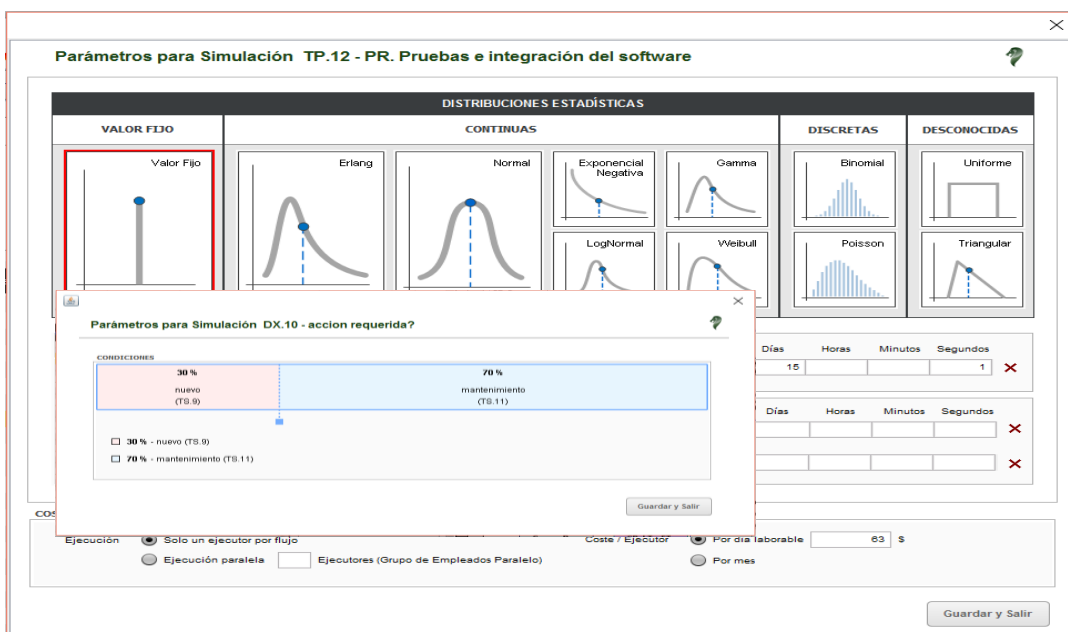 Parámetros para Simulación TP.12 - PR. Pruebas e integración del software
DISTRIBUCIONES ESTADÍSTICAS
VALOR FIJO
CONTINUAS
DISCRETAS
DESCONOCIDAS
Valor Fijo
Erlang
Normal
Exponencial
Negativa
Gamma
Binomial
Uniforme
LogNormal
Weibull
Poisson
Triangular
Parámetros para Simulación DX.10 - accion requerida?
CONDICIONES
30 %
nuevo
(TS.9)
70 %
mantenimiento
(TS.11)
30 % - nuevo (TS.9)
70 % - mantenimiento (TS.11)
Guardar y Salir
Días Horas Minutos Segundos
15 1
Días Horas Minutos Segundos
COS
Ejecución Solo un ejecutor por flujo
Ejecución paralela Ejecutores (Grupo de Empleados Paralelo)
Coste / Ejecutor Por día laborable 63 $
Por mes
Guardar y Salir